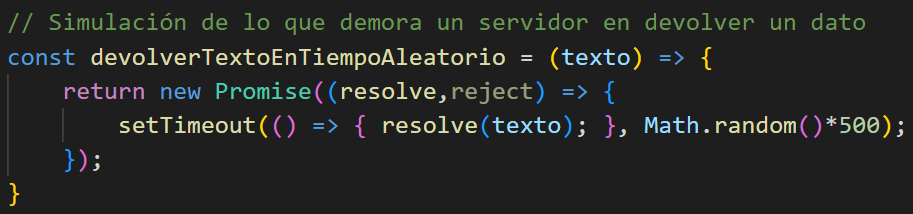 // Simulación de lo que demora un servidor en devolver un dato
const devolverTextoEnTiempoAleatorio = (texto) => {
    return new Promise((resolve,reject) => {
        setTimeout(() => { resolve(texto); }, Math.random()*500);
    });
}